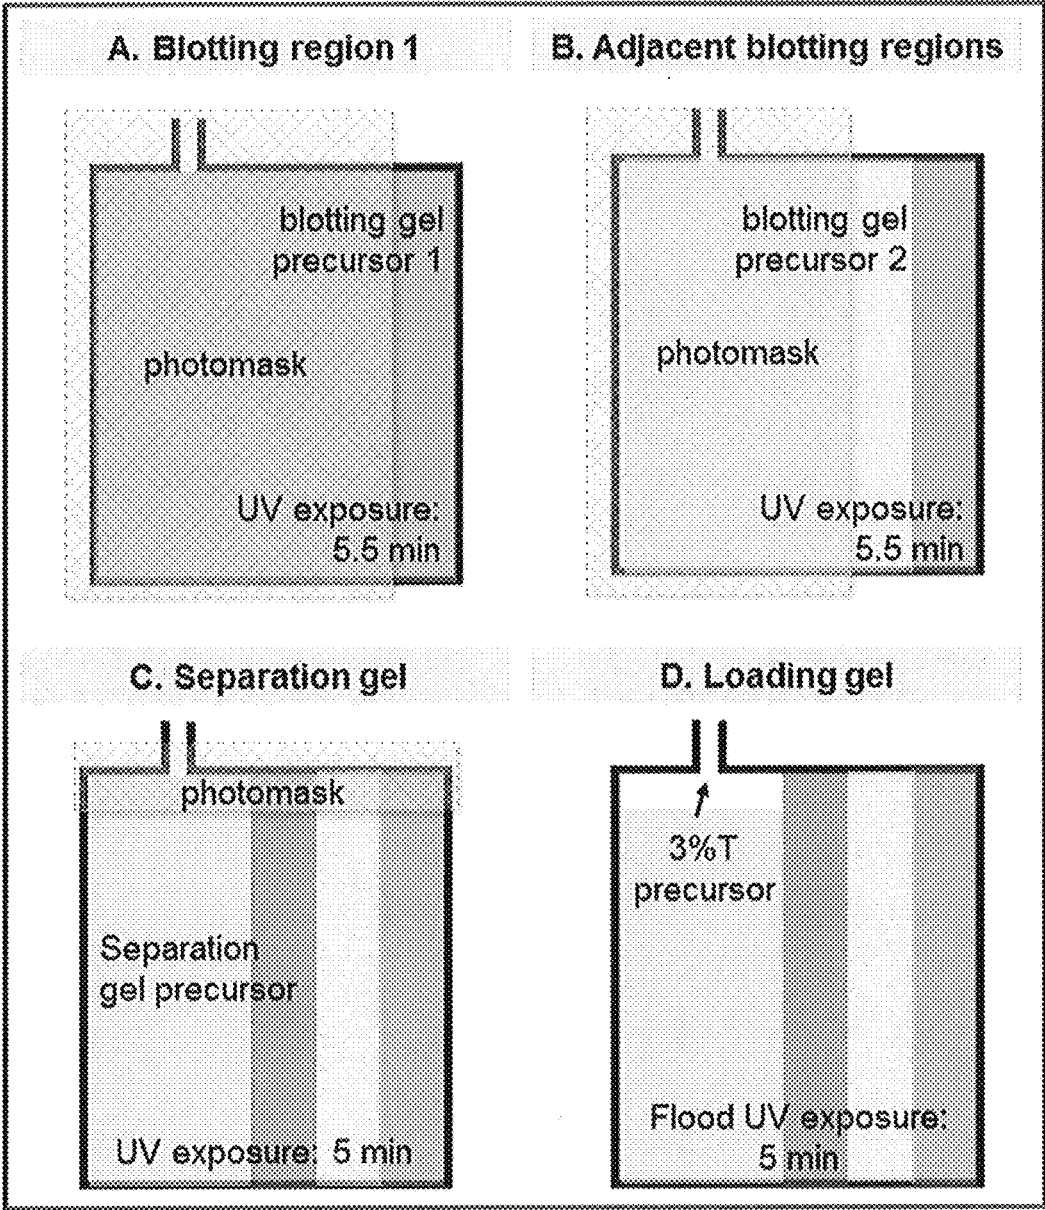 A. Blotting region 1
blotting gel
precursor 1
photomask
UV exposure:
5.5 min
B. Adjacent blotting regions
blotting gel
precursor 2
photomask
UV exposure:
5.5 min
C. Separation gel
photomask
Separation
gel precursor
UV exposure: 5 min
D. Loading gel
3%T
precursor
Flood UV exposure:
5 min